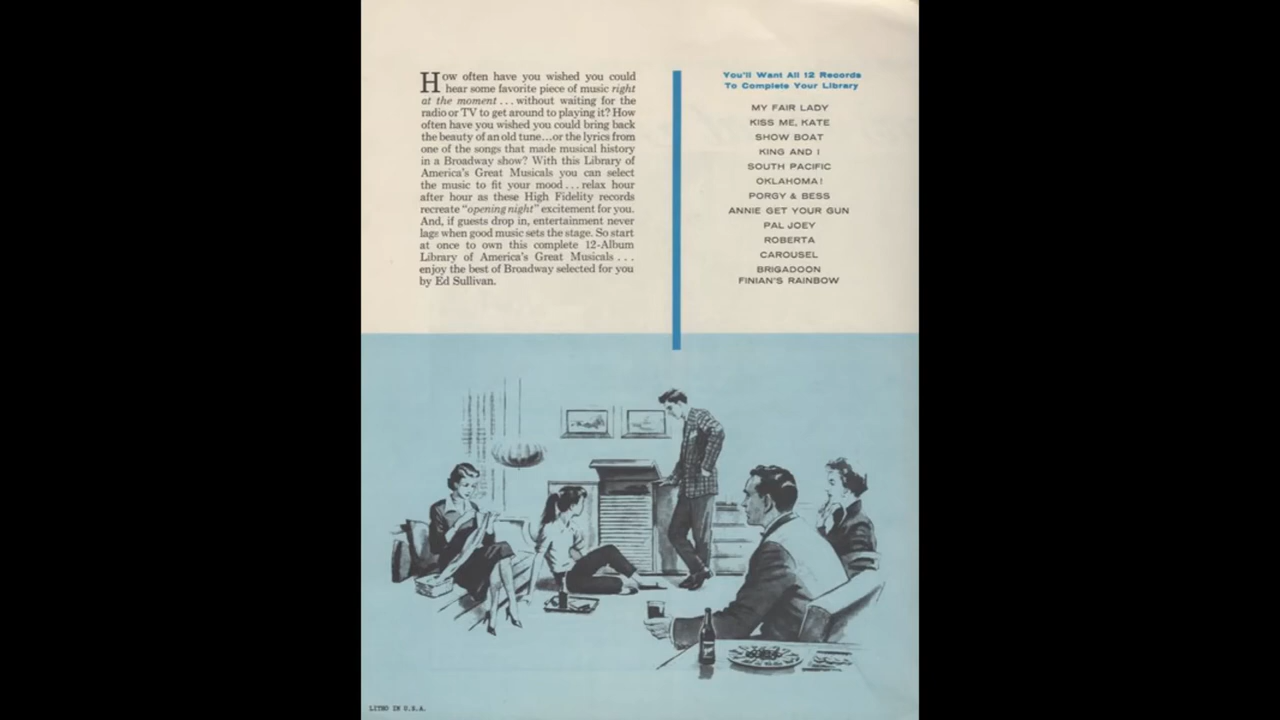 How often have you wished you could
hear some favorite piece of music right
at the moment . . . without waiting for the
radio or TV to get around to playing it? How
often have you wished you could bring back
the beauty of an old tune...or the lyrics from
one of the songs that made musical history
in a Broadway show? With this Library of
America's Great Musicals you can select
the music to fit your mood . . . relax hour
after hour as these High Fidelity records
recreate "opening night" excitement for you.
And, if guests drop in, entertainment never
lags when good music sets the stage. So start
at once to own this complete 12-Album
Library of America's Great Musicals . . .
enjoy the best of Broadway selected for you
by Ed Sullivan.
You'll Want All 12 Records
To Complete Your Library
MY FAIR LADY
KISS ME, KATE
SHOW BOAT
KING AND I
SOUTH PACIFIC
OKLAHOMA!
PORGY & BESS
ANNIE GET YOUR GUN
PAL JOEY
ROBERTA
CAROUSEL
BRIGADOON
FINIAN'S RAINBOW
LITHO IN U.S.A.